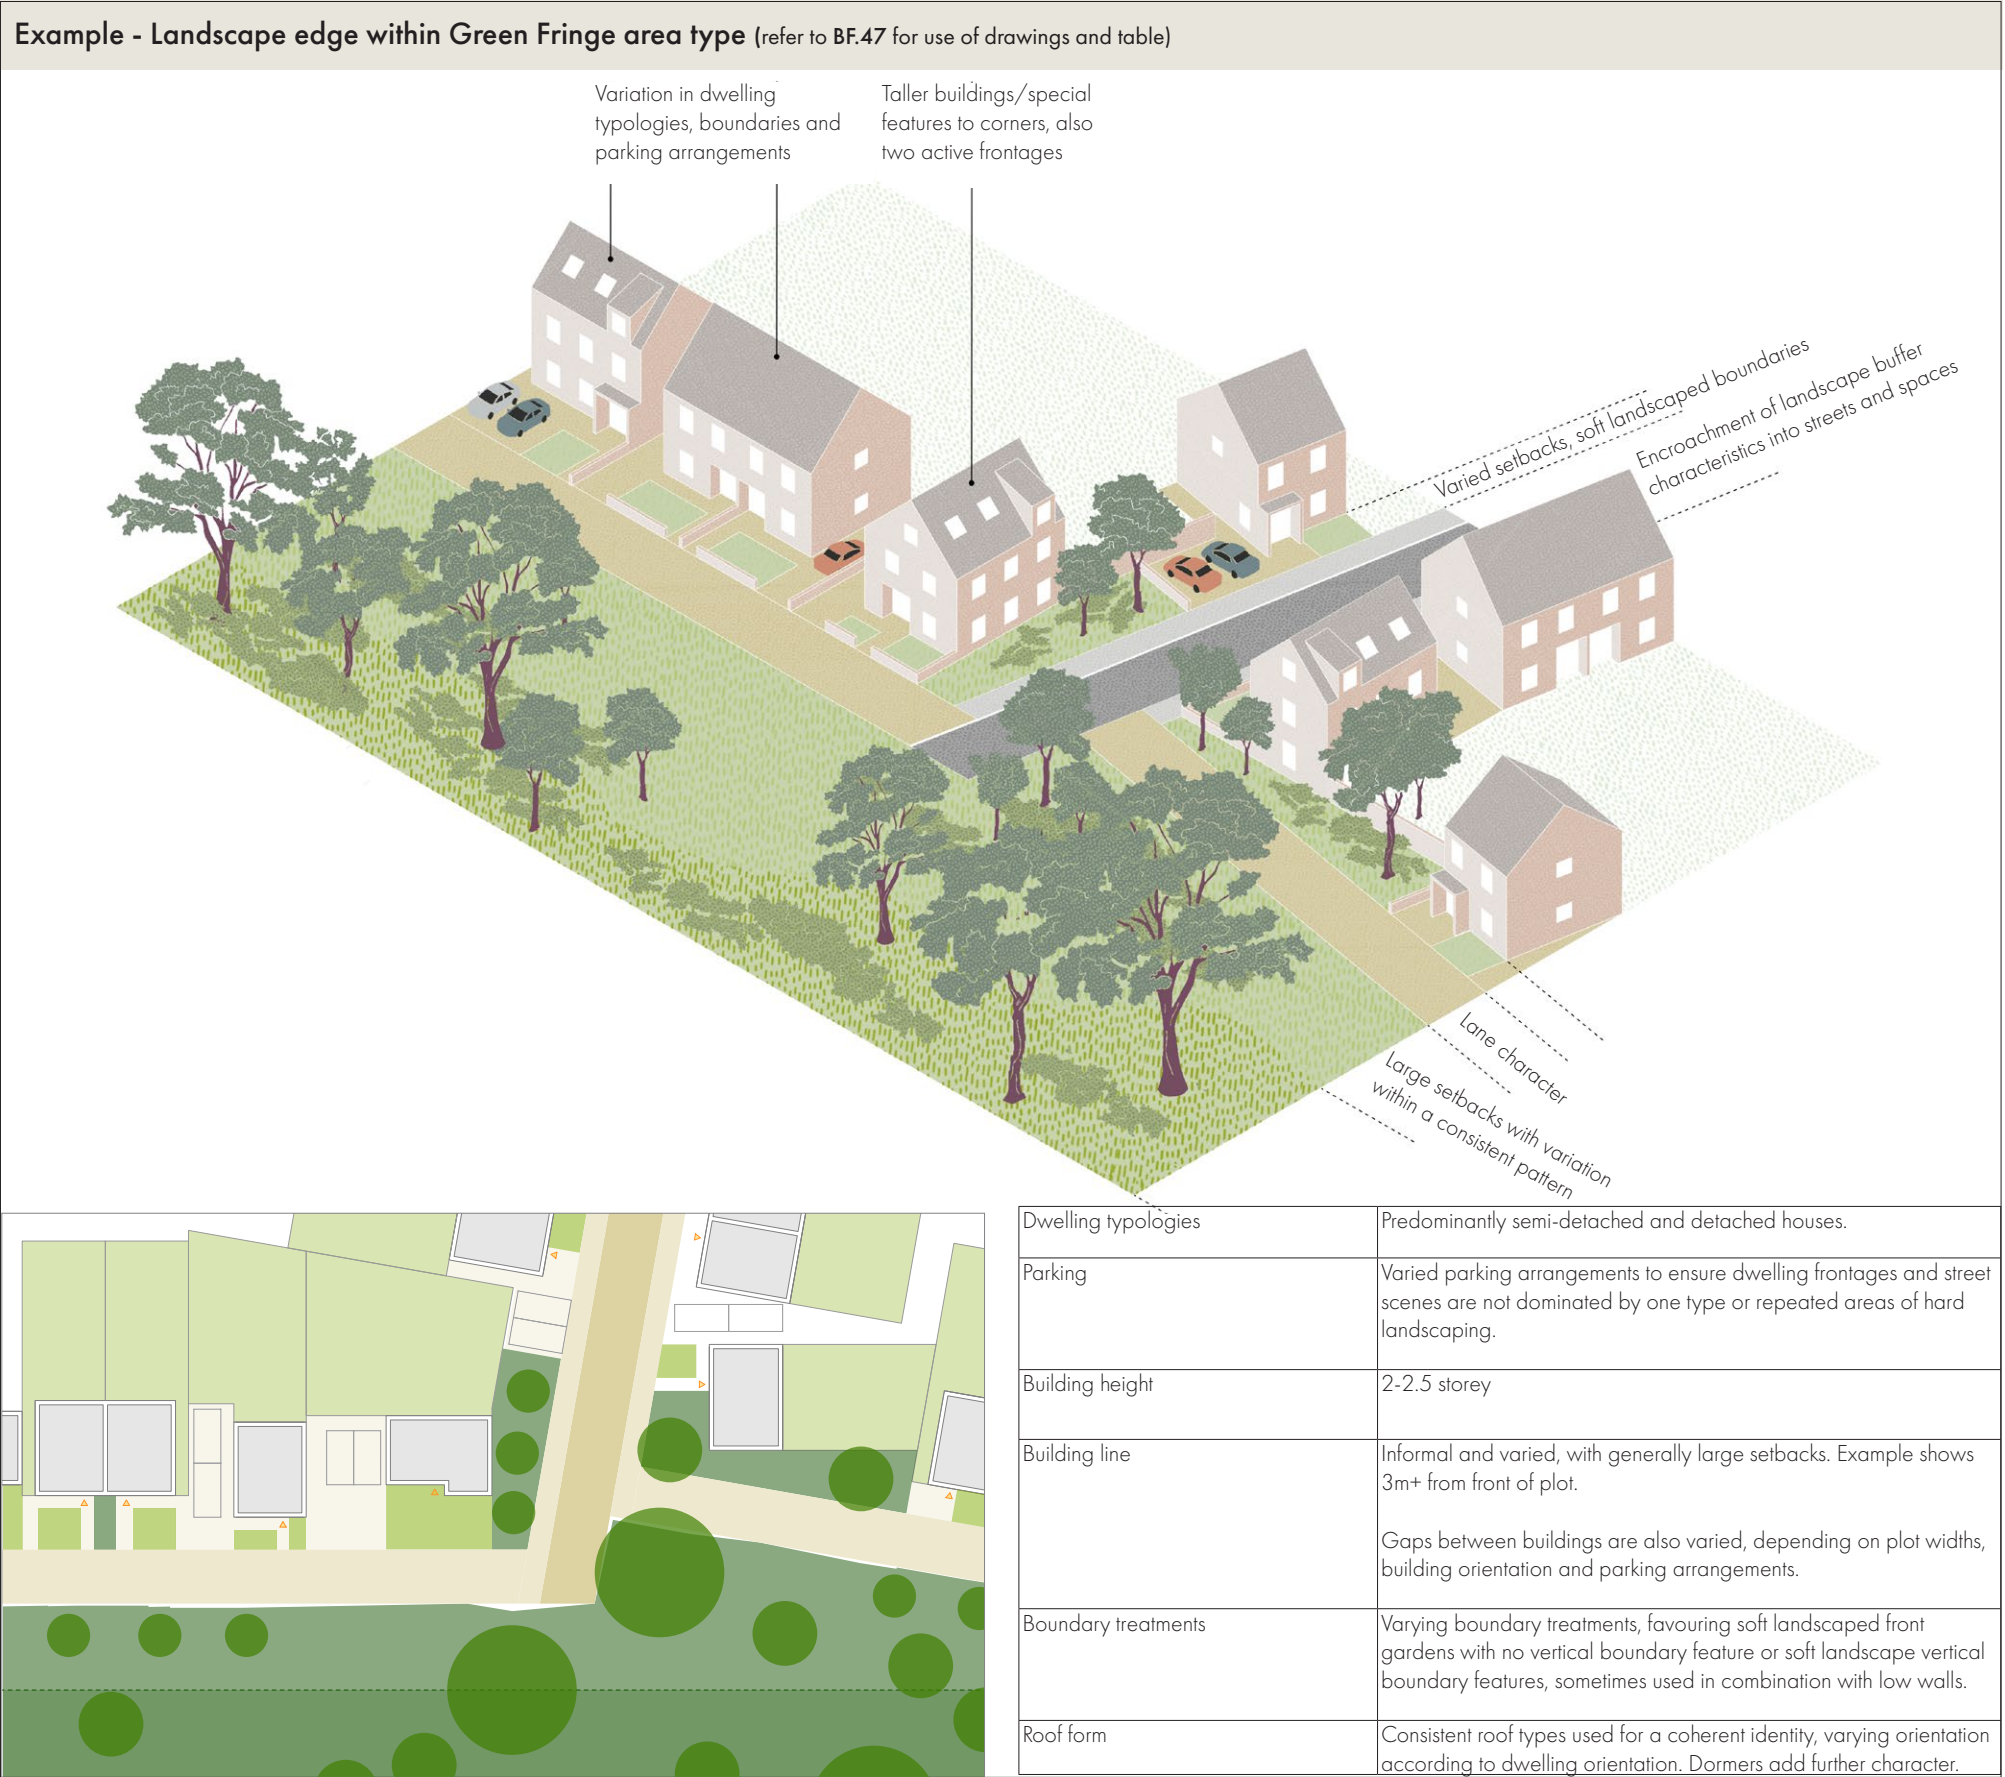 Example - Landscape edge within Green Fringe area type (refer to BF.47 for use of drawings and table)
Variation in dwelling
typologies, boundaries and
parking arrangements
Taller buildings/special
features to corners, also
two active frontages
Varied setbacks, soft landscaped boundaries
Encroachment of landscape buffer
characteristics into streets and spaces
Lane character
Large setbacks with variation
within a consistent pattern
Dwelling typologies
Predominantly semi-detached and detached houses.
Parking
Varied parking arrangements to ensure dwelling frontages and street
scenes are not dominated by one type or repeated areas of hard
landscaping.
Building height
2-2.5 storey
Building line
Informal and varied, with generally large setbacks. Example shows
3m+ from front of plot.
Gaps between buildings are also varied, depending on plot widths,
building orientation and parking arrangements.
Boundary treatments
Varying boundary treatments, favouring soft landscaped front
gardens with no vertical boundary feature or soft landscape vertical
boundary features, sometimes used in combination with low walls.
Roof form
Consistent roof types used for a coherent identity, varying orientation
according to dwelling orientation. Dormers add further character.